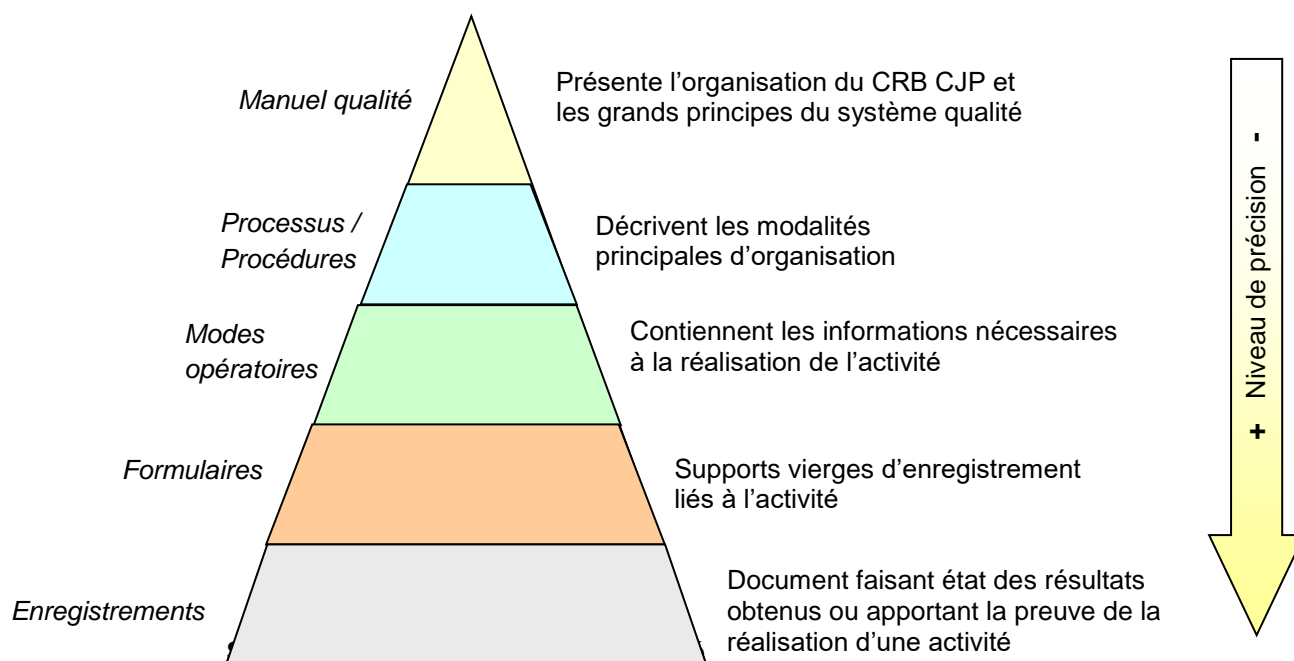 Manuel qualité
Présente l’organisation du CRB CJP et
les grands principes du système qualité
Processus /
Procédures
Décrivent les modalités
principales d’organisation
Modes
opératoires
Contiennent les informations nécessaires
à la réalisation de l’activité
Formulaires
Supports vierges d’enregistrement
liés à l’activité
Enregistrements
Document faisant état des résultats
obtenus ou apportant la preuve de la
réalisation d’une activité
+ Niveau de précision -